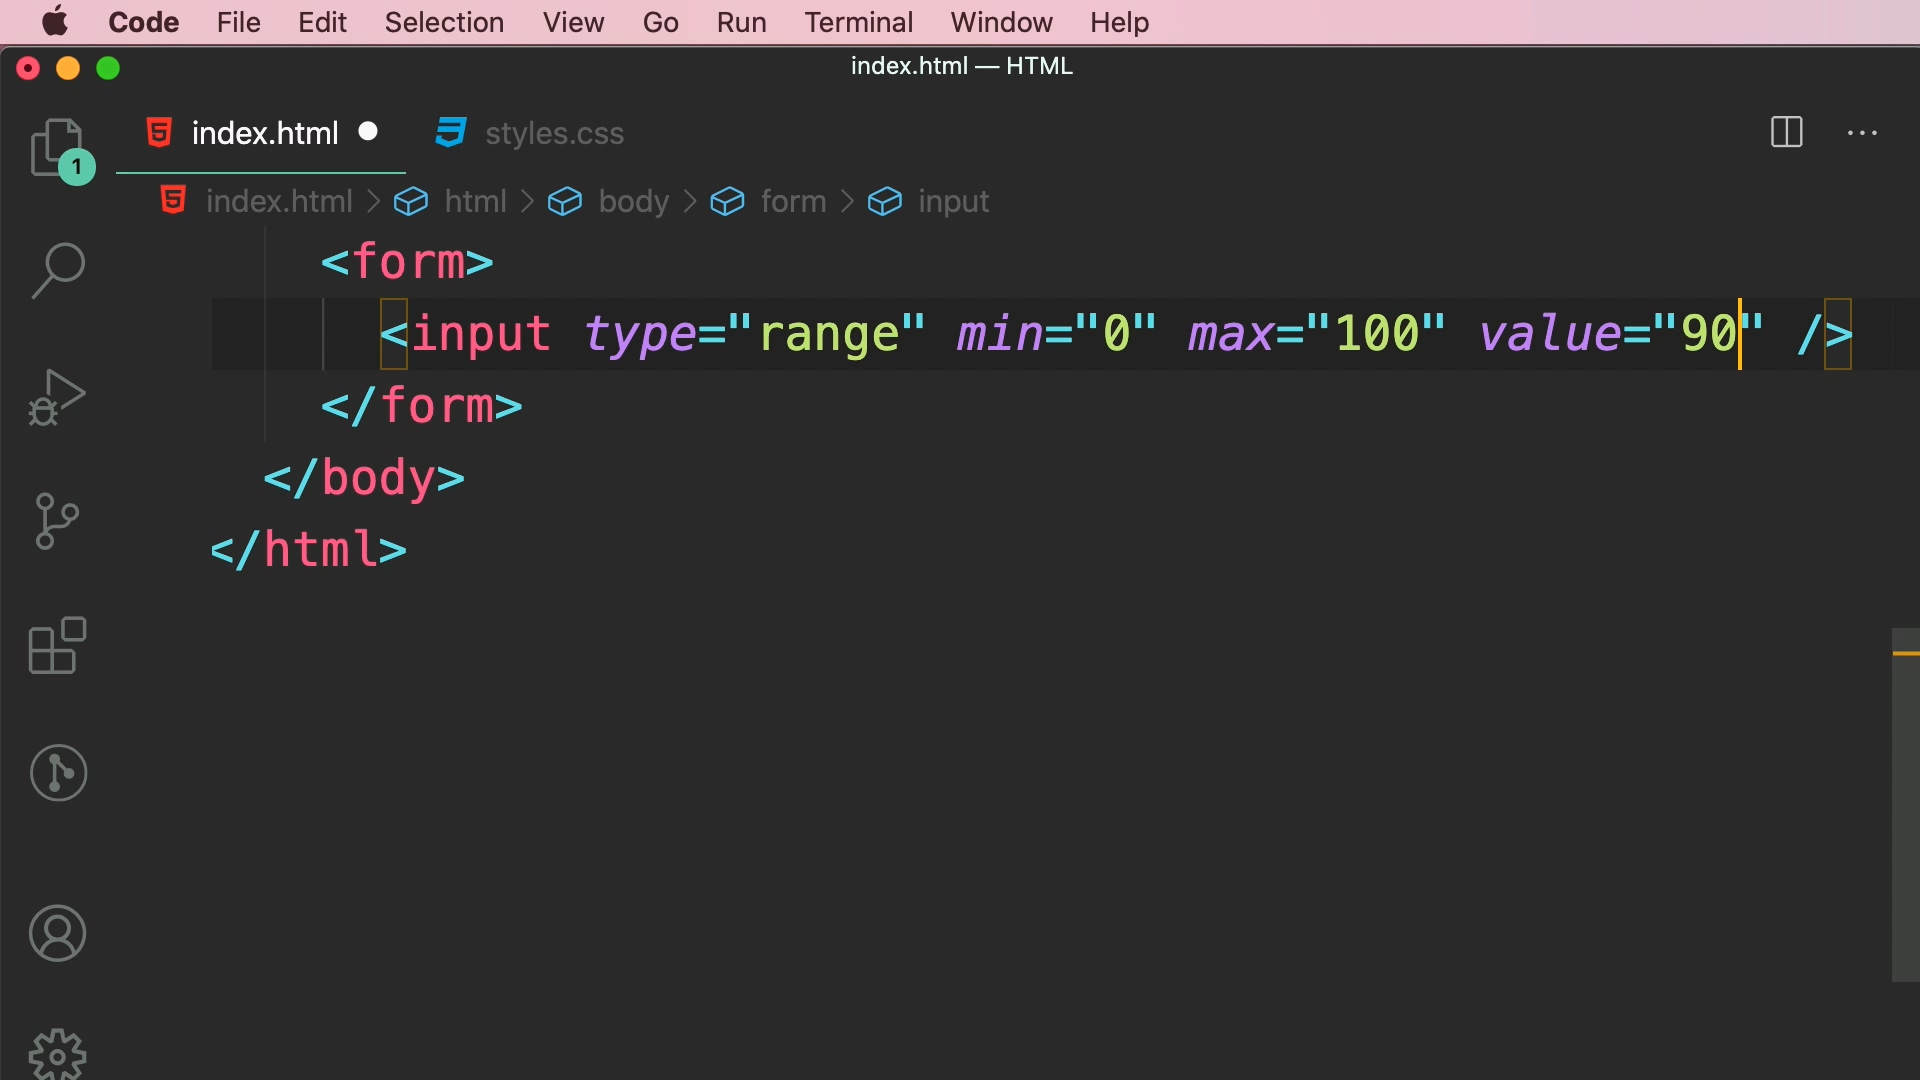 Code File Edit Selection View Go Run Terminal Window Help
index.html — HTML
index.html styles.css
1
index.html > html > body > form > input
<form>
<input type="range" min="0" max="100" value="90" />
</form>
</body>
</html>